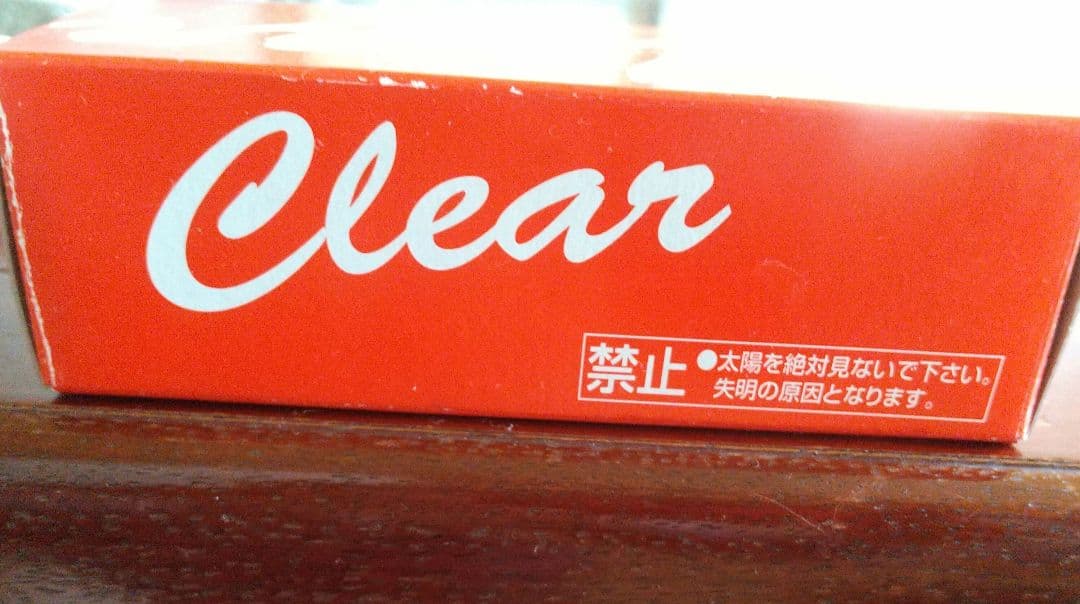 Clear
禁止
●太陽を絶対見ないで下さい。
失明の原因となります。